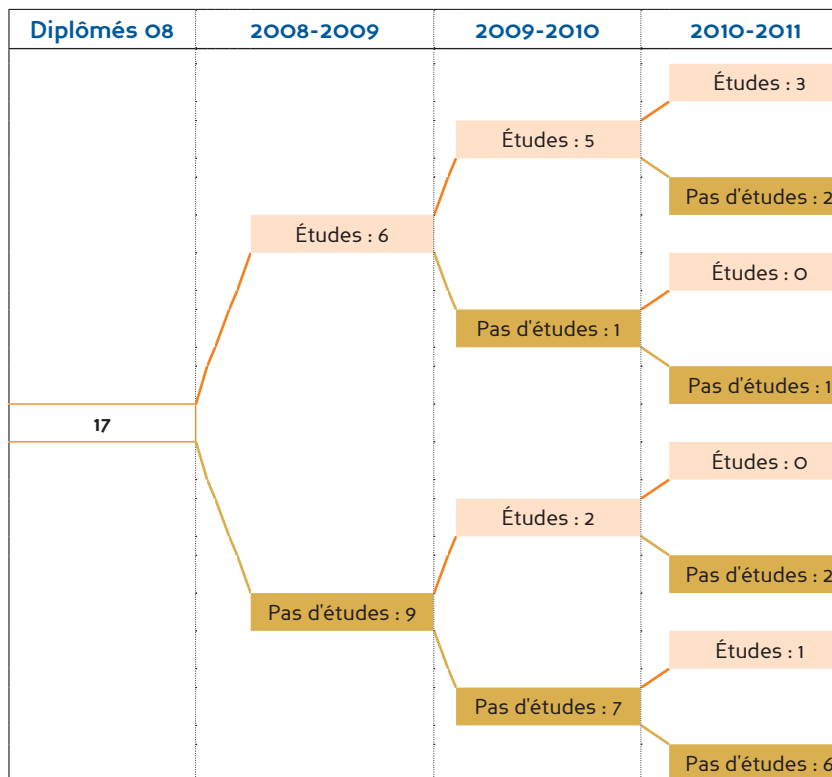 Diplômés 08 2008-2009 2009-2010 2010-2011
Études : 3
Études : 5
Pas d'études : 2
Études : 6
Études : 0
Pas d'études : 1
Pas d'études : 1
17
Études : 0
Études : 2
Pas d'études : 2
Pas d'études : 9
Études : 1
Pas d'études : 7
Pas d'études : 6